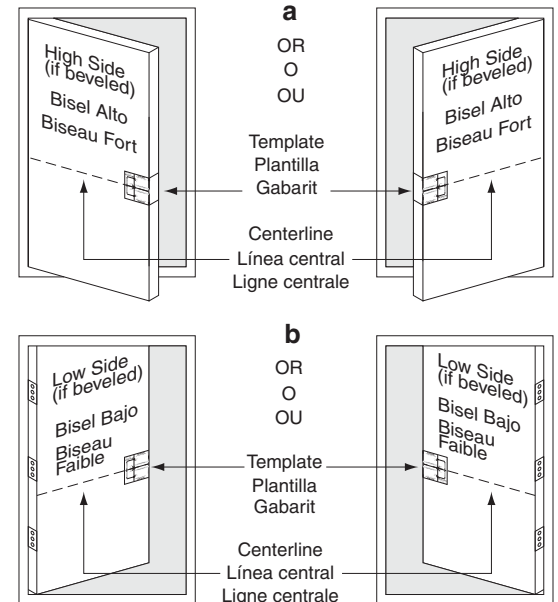 a
High Side
(if beveled)
Bisel Alto
Biseau Fort
OR
O
OU
High Side
(if beveled)
Bisel Alto
Biseau Fort
Template
Plantilla
Gabarit
Centerline
Línea central
Ligne centrale
b
Low Side
(if beveled)
Bisel Bajo
Biseau
Faible
OR
O
OU
Low Side
(if beveled)
Bisel Bajo
Biseau
Faible
Template
Plantilla
Gabarit
Centerline
Línea central
Ligne centrale